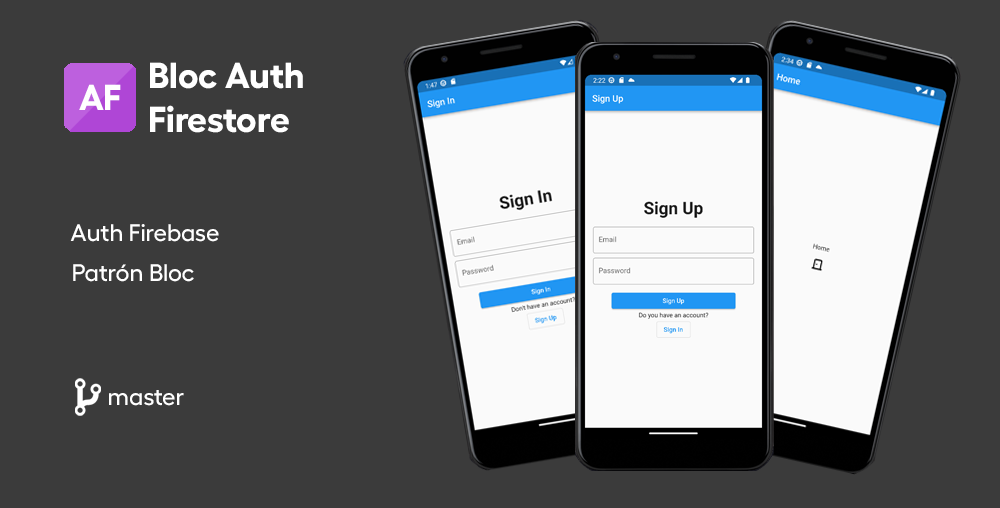 AF
Bloc Auth
Firestore
Auth Firebase
Patrón Bloc
master
1:47
Sign In
Sign In
Email
Password
Sign In
Don't have an account?
Sign Up
2:22
Sign Up
Sign Up
Email
Password
Sign Up
Do you have an account?
Sign In
2:34
Home
Home